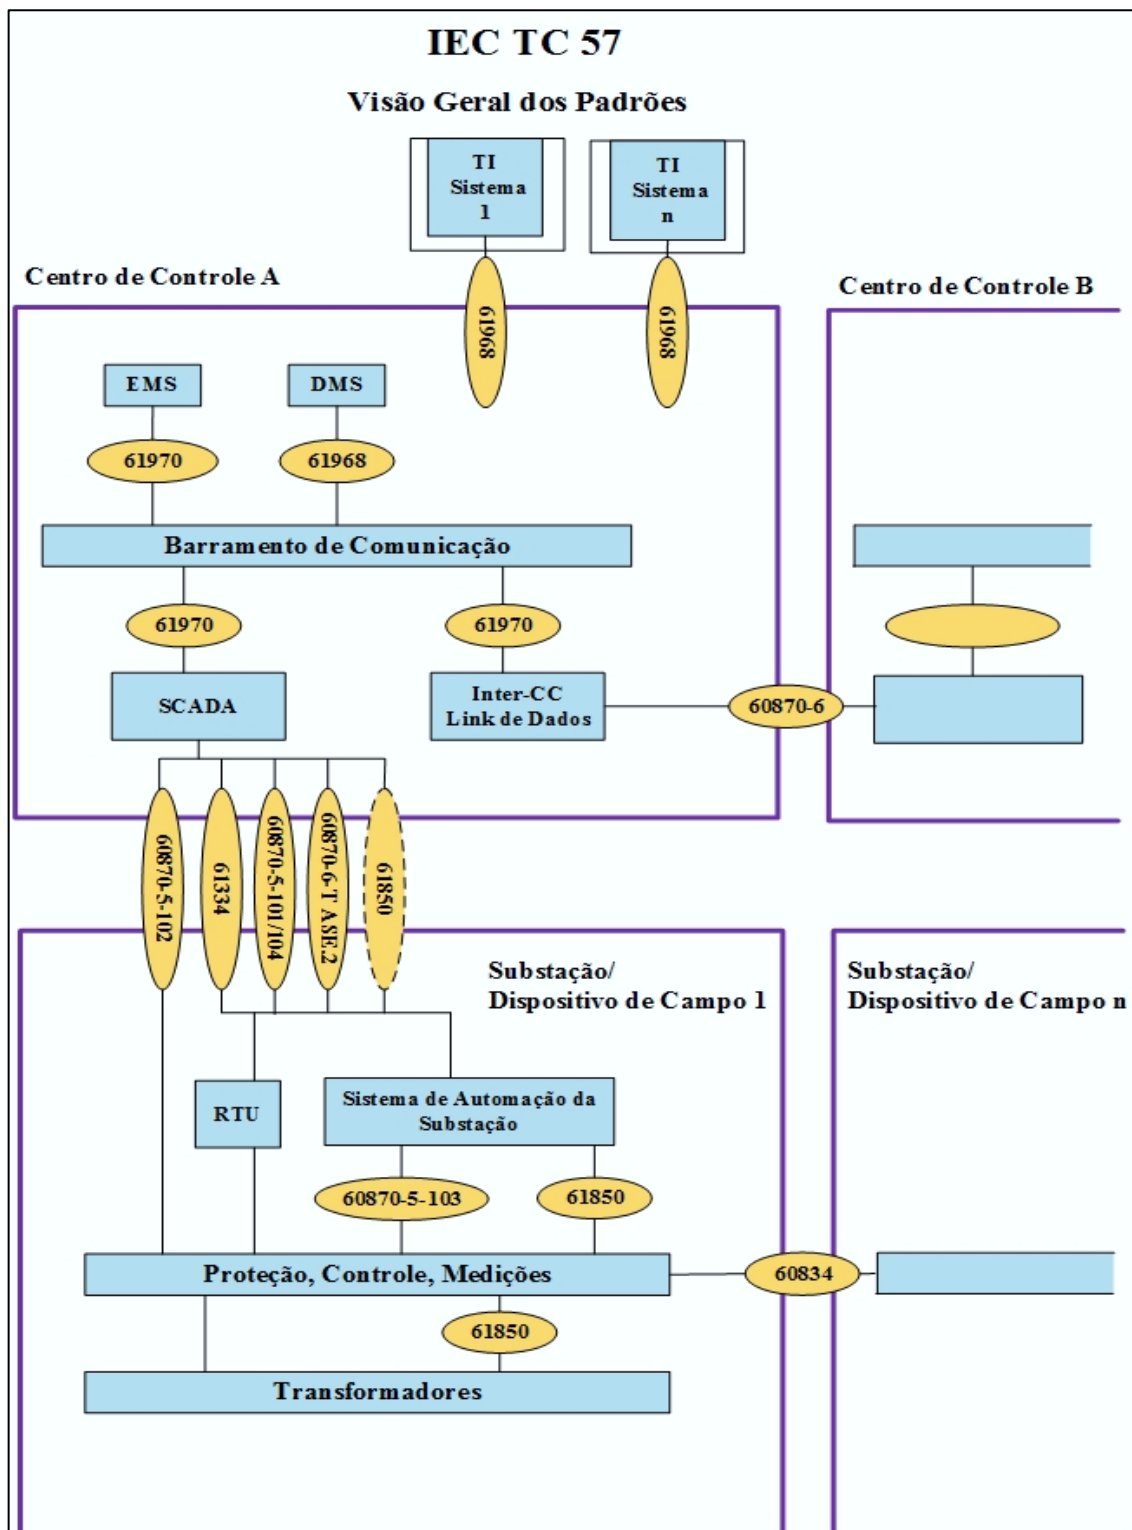 IEC TC 57
Visão Geral dos Padrões
TI
Sistema
1
TI
Sistema
n
Centro de Controle A
Centro de Controle B
61968
61968
EMS
DMS
61970
61968
Barramento de Comunicação
61970
61970
SCADA
Inter-CC
Link de Dados
60870-6
60870-5-102
61334
60870-5-101/104
60870-6-T ASE.2
61850
Substação/
Dispositivo de Campo 1
Substação/
Dispositivo de Campo n
RTU
Sistema de Automação da
Substação
60870-5-103
61850
Proteção, Controle, Medições
60834
61850
Transformadores